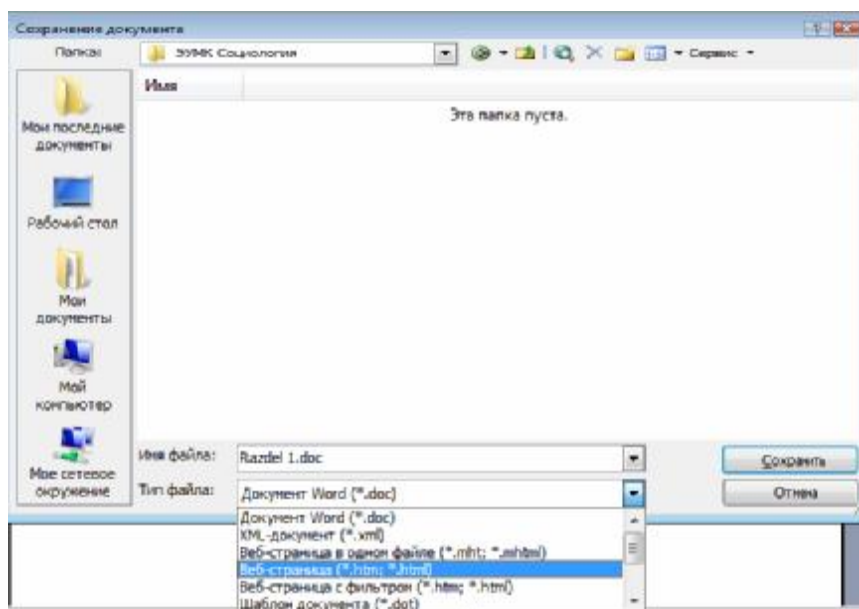 Сохранение документа
Папка:
ЭУМК Социология
Сервис
Имя
Эта папка пуста.
Мои последние
документы
Рабочий стол
Мои
документы
Мой
компьютер
Мое сетевое
окружение
Имя файла:
Razdel 1.doc
Сохранить
Тип файла:
Документ Word (*.doc)
Отмена
Документ Word (*.doc)
XML-документ (*.xml)
Веб-страница в одном файле (*.mht; *.mhtml)
Веб-страница (*.htm; *.html)
Веб-страница с фильтром (*.htm; *.html)
Шаблон документа (*.dot)